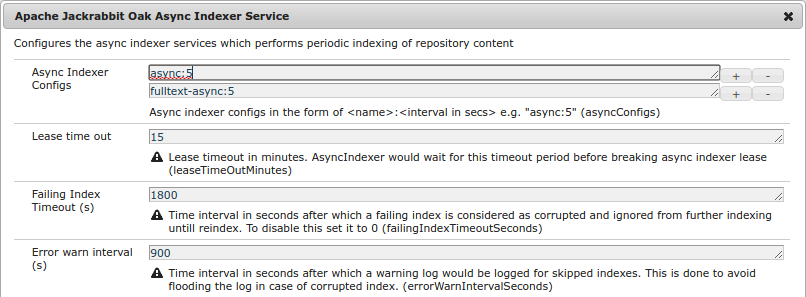 Apache Jackrabbit Oak Async Indexer Service
Configures the async indexer services which performs periodic indexing of repository content
Async Indexer Configs
async:5
fulltext-async:5
+ -
+ -
Async indexer configs in the form of <name>:<interval in secs> e.g. "async:5" (asyncConfigs)
Lease time out
15
Lease timeout in minutes. AsyncIndexer would wait for this timeout period before breaking async indexer lease
(leaseTimeOutMinutes)
Failing Index
Timeout (s)
1800
Time interval in seconds after which a failing index is considered as corrupted and ignored from further indexing
untill reindex. To disable this set it to 0 (failingIndexTimeoutSeconds)
Error warn interval
(s)
900
Time interval in seconds after which a warning log would be logged for skipped indexes. This is done to avoid
flooding the log in case of corrupted index. (errorWarnIntervalSeconds)